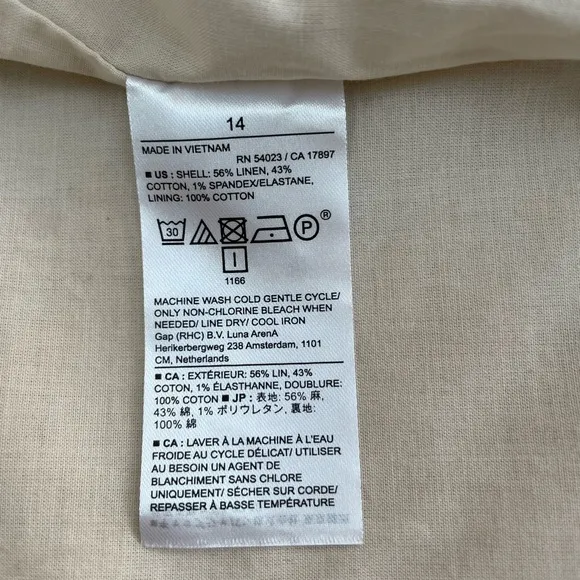 14
MADE IN VIETNAM
RN 54023 / CA 17897
■ US : SHELL: 56% LINEN, 43%
COTTON, 1% SPANDEX/ELASTANE,
LINING: 100% COTTON
30 P ®
1166
MACHINE WASH COLD GENTLE CYCLE/
ONLY NON-CHLORINE BLEACH WHEN
NEEDED/ LINE DRY/ COOL IRON
Gap (RHC) B.V. Luna ArenA
Herikerbergweg 238 Amsterdam, 1101
CM, Netherlands
■ CA : EXTÉRIEUR: 56% LIN, 43%
COTON, 1% ÉLASTHANNE, DOUBLURE:
100% COTON ■ JP : 表地: 56% 麻,
43% 綿, 1% ポリウレタン, 裏地:
100% 綿
■ CA : LAVER À LA MACHINE À L'EAU
FROIDE AU CYCLE DÉLICAT/ UTILISER
AU BESOIN UN AGENT DE
BLANCHIMENT SANS CHLORE
UNIQUEMENT/ SÉCHER SUR CORDE/
REPASSER À BASSE TEMPÉRATURE